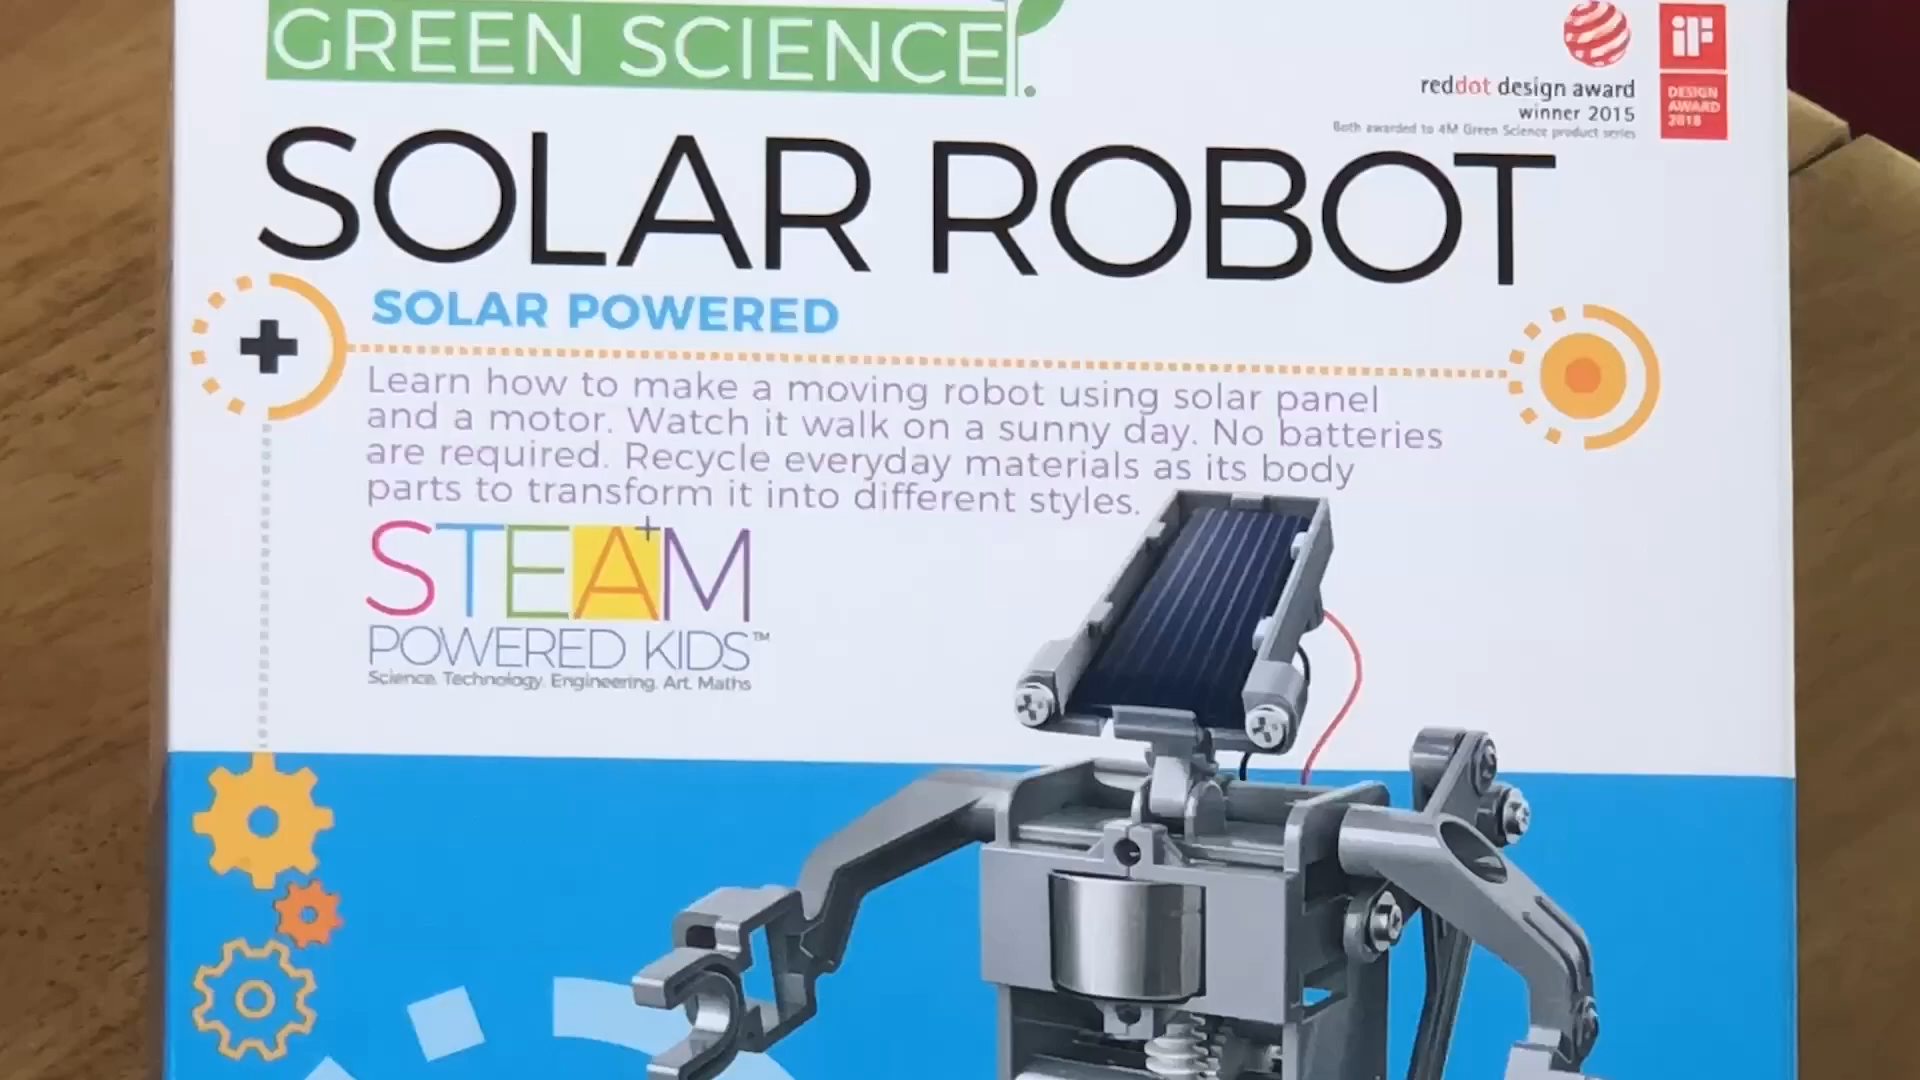 GREEN SCIENCE
reddot design award
winner 2015
Both awarded to 4M Green Science product series
iF
DESIGN
AWARD
2018
SOLAR ROBOT
SOLAR POWERED
Learn how to make a moving robot using solar panel
and a motor. Watch it walk on a sunny day. No batteries
are required. Recycle everyday materials as its body
parts to transform it into different styles.
STEAM
POWERED KIDS™
Science. Technology. Engineering. Art. Maths